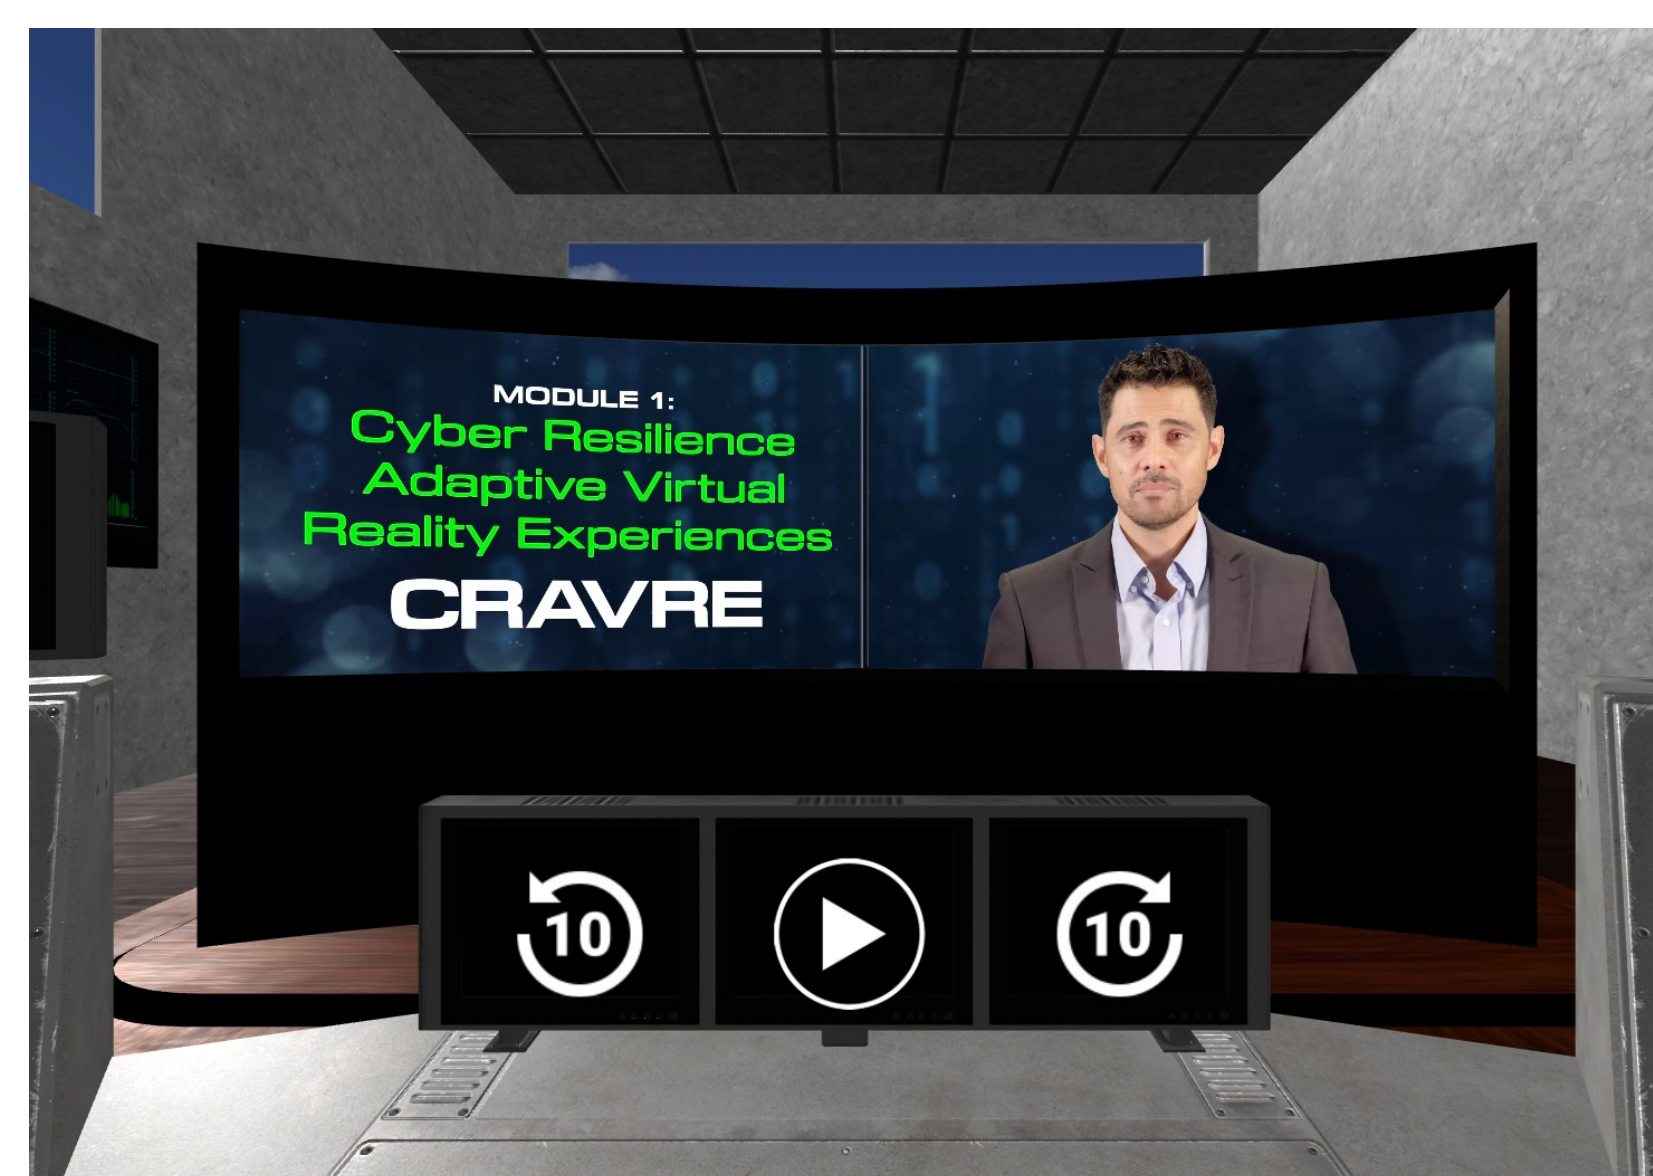 MODULE 1:
Cyber Resilience
Adaptive Virtual
Reality Experiences
CRAVRE
10
10